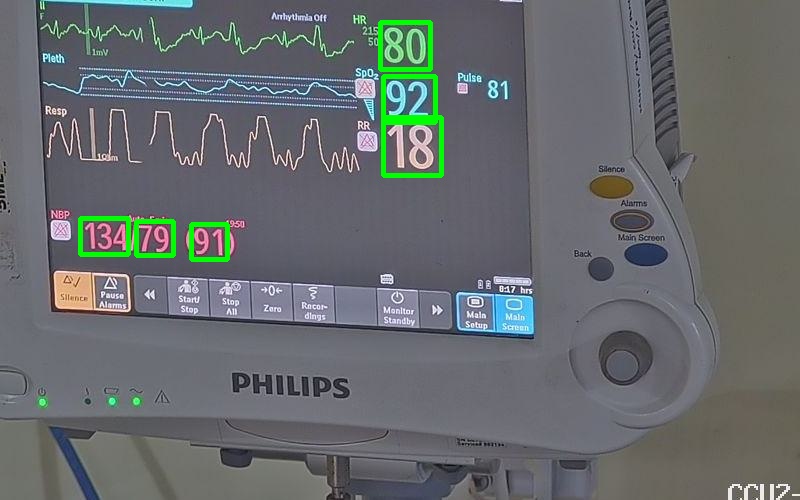 II
F
Arrhythmia Off
HR
215
50
80
1mV
Pleth
SpO₂
92
Pulse
81
Resp
RR
18
NBP
134/79
(91)
Silence
Pause
Alarms
Start/
Stop
Stop
All
Zero
Recor-
dings
Monitor
Standby
Main
Setup
Main
Screen
8:17 hrs
Silence
Alarms
Main Screen
Back
PHILIPS